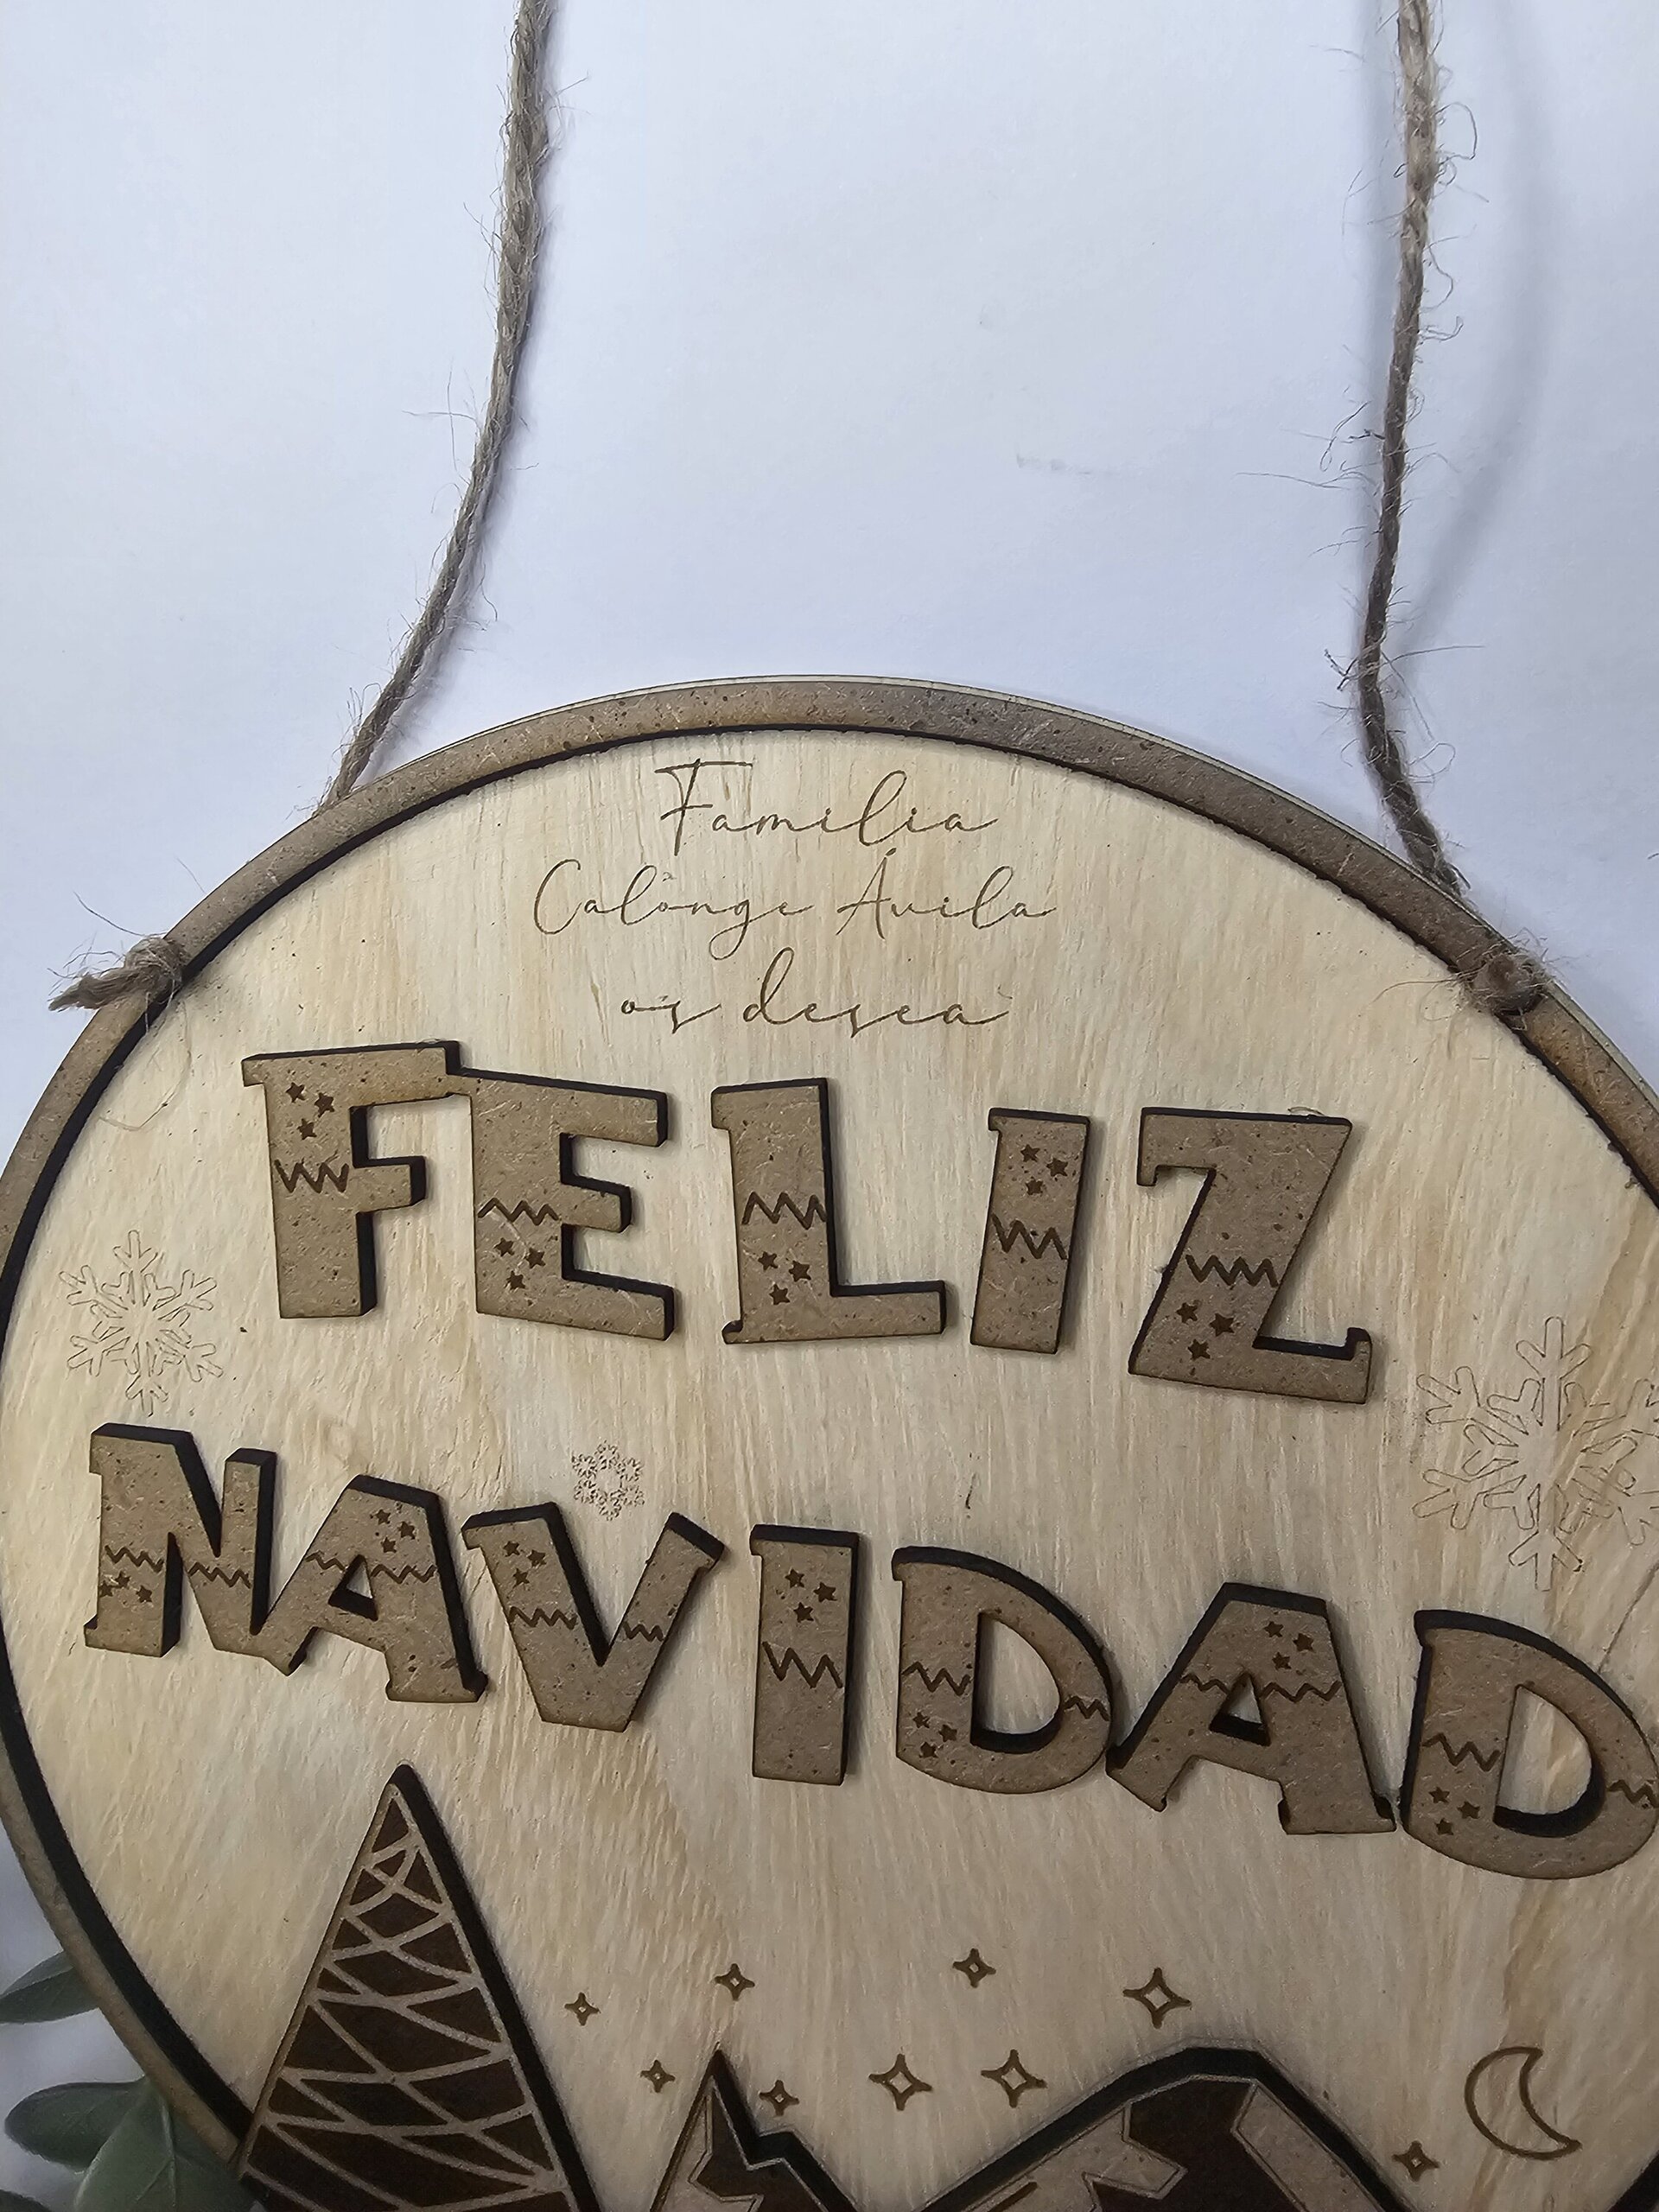 Familia
Calonge Ávila
os desea
FELIZ
NAVIDAD